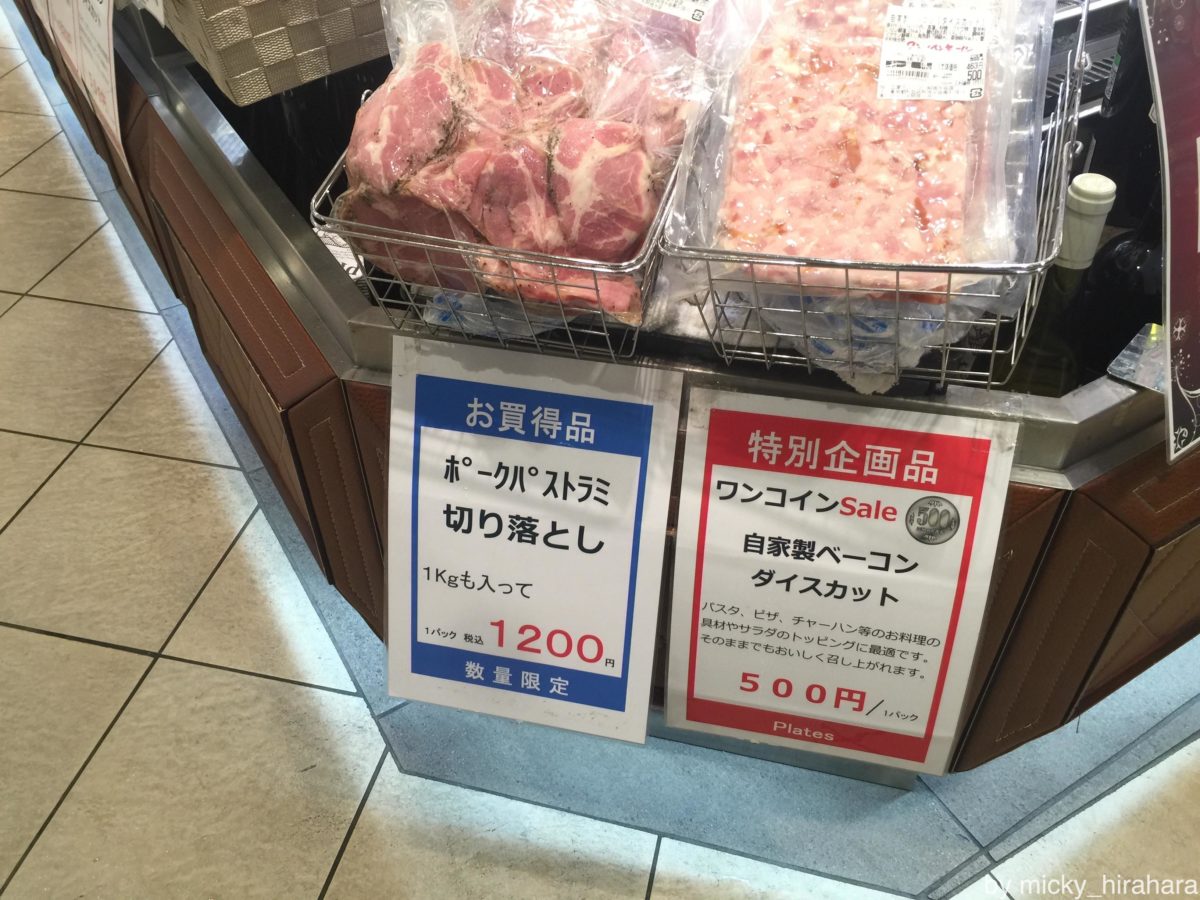 500
お買得品
ﾎﾟｰｸﾊﾟｽﾄﾗﾐ
切り落とし
1Kgも入って
1パック 税込 1200円
数量限定
特別企画品
ワンコインSale
500
自家製ベーコン
ダイスカット
パスタ、ピザ、チャーハン等のお料理の
具材やサラダのトッピングに最適です。
そのままでもおいしく召し上がれます。
５００円/1パック
Plates
by micky_hirahara